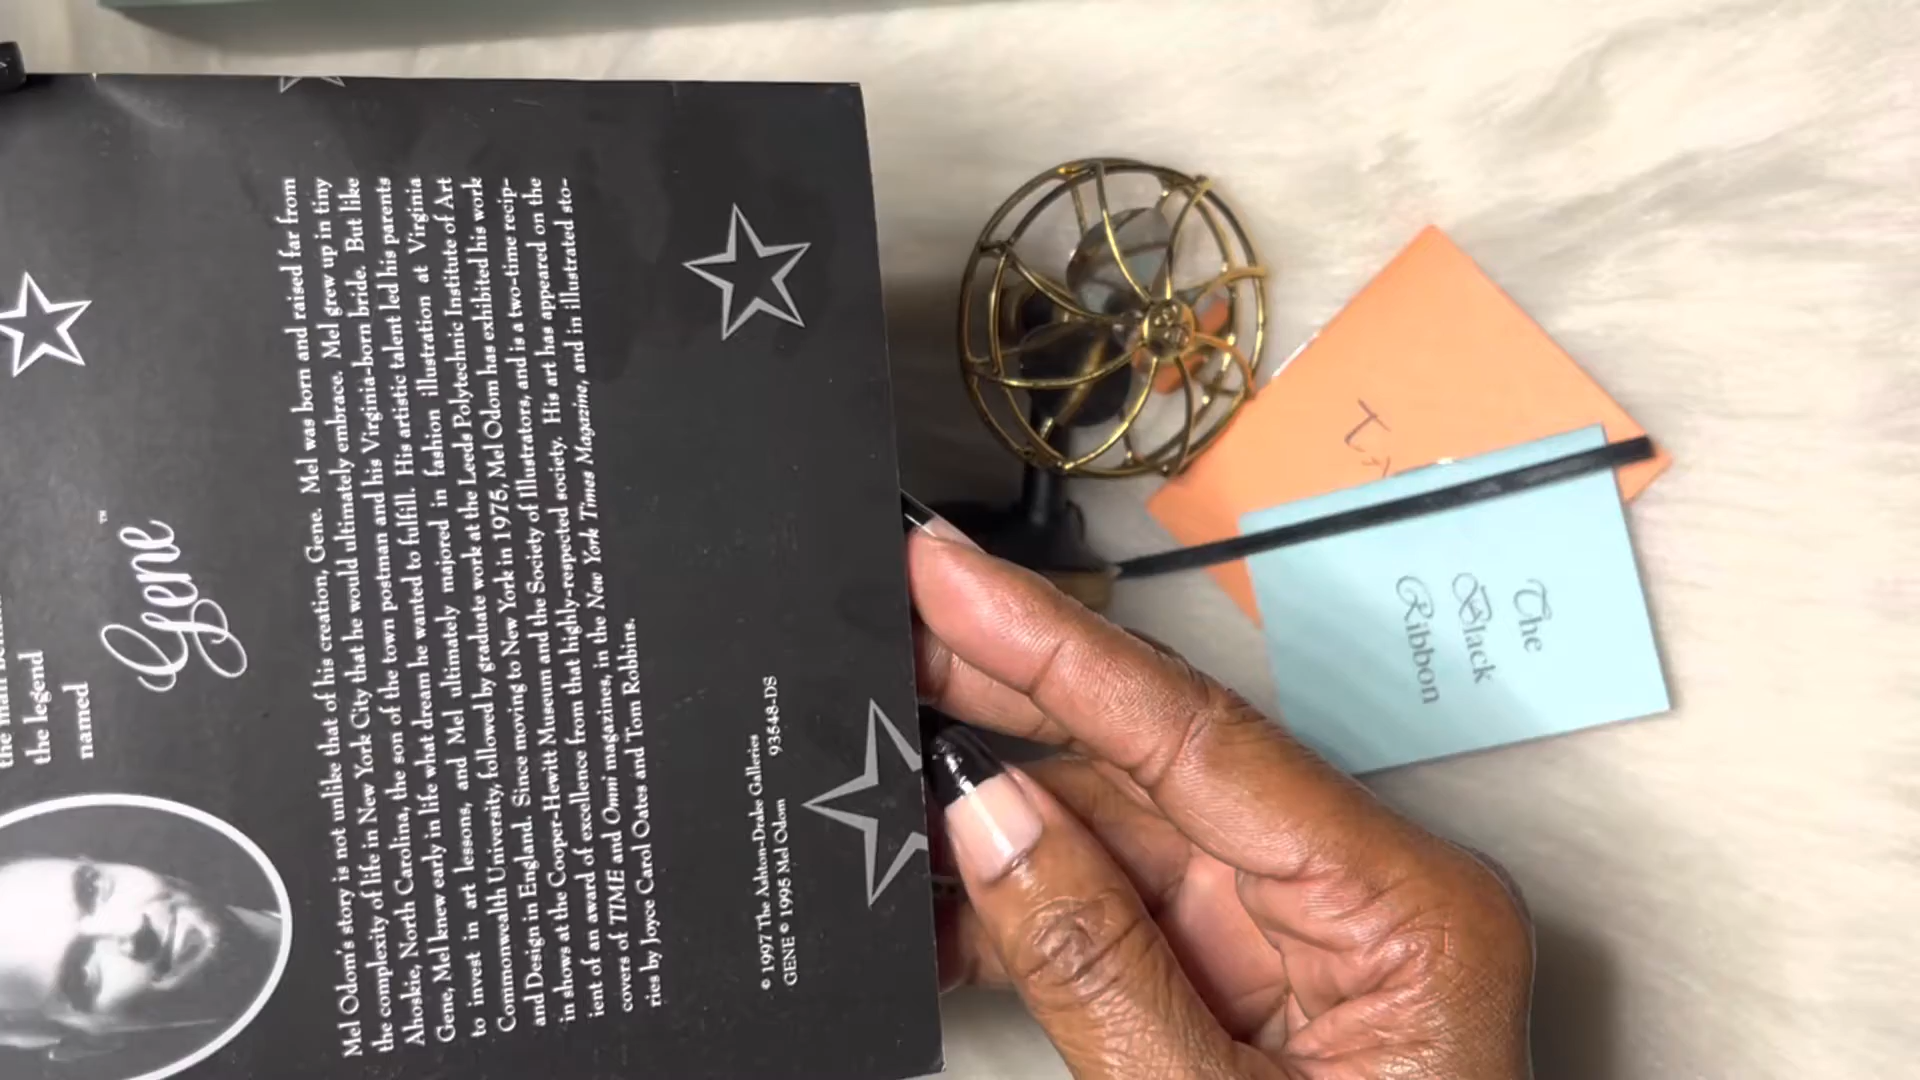 the legend
named
Gene™
Mel Odom's story is not unlike that of his creation, Gene. Mel was born and raised far from
the complexity of life in New York City that he would ultimately embrace. Mel grew up in tiny
Ahoskie, North Carolina, the son of the town postman and his Virginia-born bride. But like
Gene, Mel knew early in life what dream he wanted to fulfill. His artistic talent led his parents
to invest in art lessons, and Mel ultimately majored in fashion illustration at Virginia
Commonwealth University, followed by graduate work at the Leeds Polytechnic Institute of Art
and Design in England. Since moving to New York in 1975, Mel Odom has exhibited his work
in shows at the Cooper-Hewitt Museum and the Society of Illustrators, and is a two-time recip-
ient of an award of excellence from that highly-respected society. His art has appeared on the
covers of TIME and Omni magazines, in the New York Times Magazine, and in illustrated sto-
ries by Joyce Carol Oates and Tom Robbins.
© 1997 The Ashton-Drake Galleries
GENE © 1995 Mel Odom 93548-DS
The
Black
Ribbon